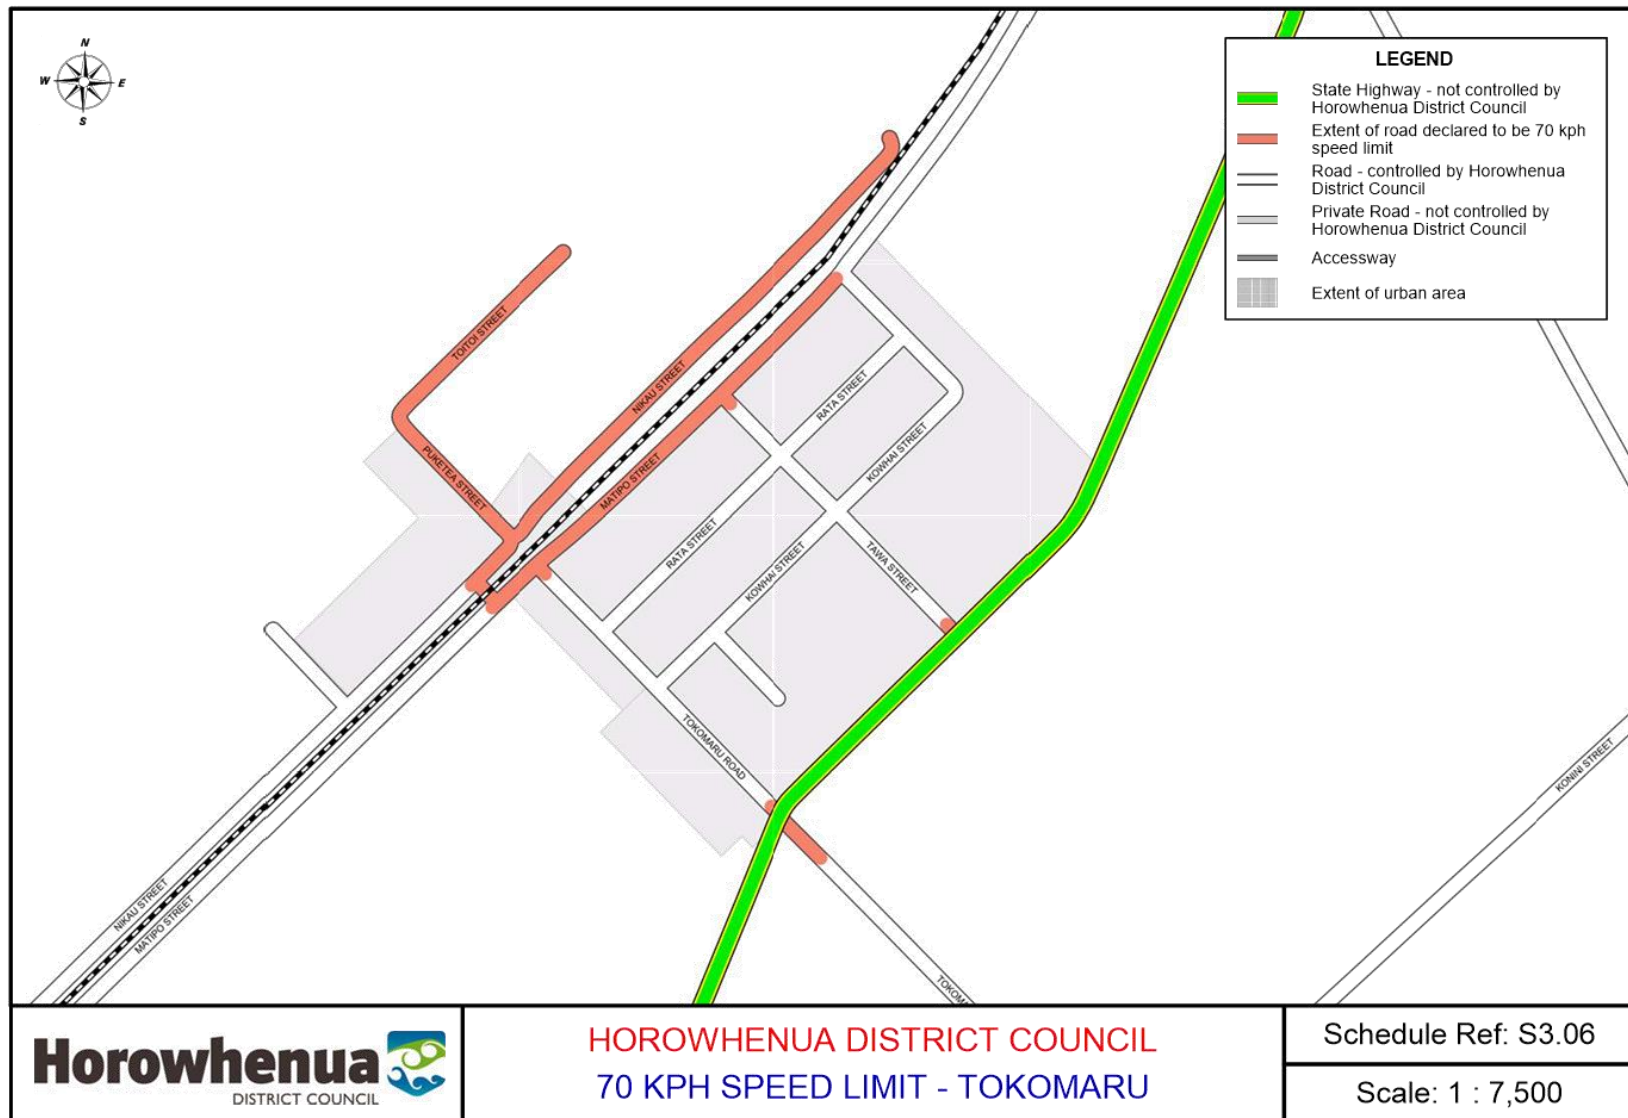 N
W
E
S
LEGEND
State Highway - not controlled by
Horowhenua District Council
Extent of road declared to be 70 kph
speed limit
Road - controlled by Horowhenua
District Council
Private Road - not controlled by
Horowhenua District Council
Accessway
Extent of urban area
TOITOI STREET
NIKAU STREET
RATA STREET
PUKETEA STREET
MATIPO STREET
KOWHAI STREET
RATA STREET
KOWHAI STREET
TAWA STREET
TOKOMARU ROAD
KONINI STREET
NIKAU STREET
MATIPO STREET
TOKOMA
Horowhenua
DISTRICT COUNCIL
HOROWHENUA DISTRICT COUNCIL
70 KPH SPEED LIMIT - TOKOMARU
Schedule Ref: S3.06
Scale: 1 : 7,500